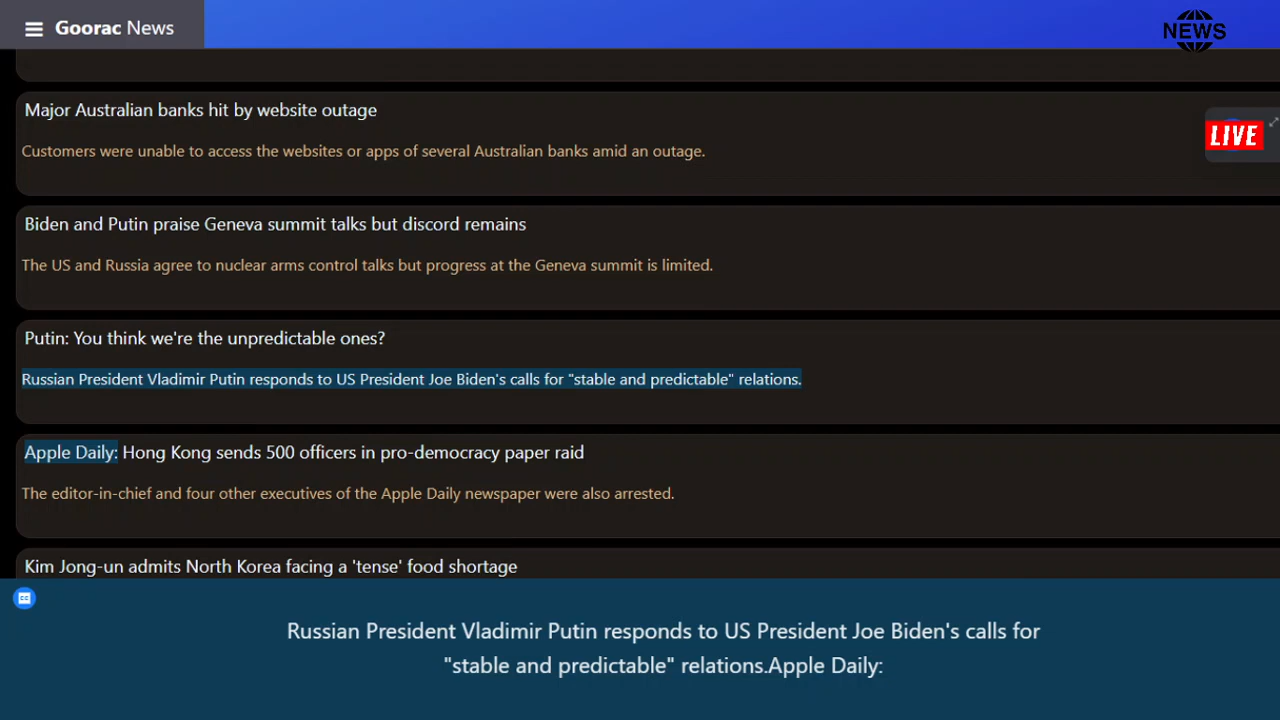 Goorac News
NEWS
Major Australian banks hit by website outage
LIVE
Customers were unable to access the websites or apps of several Australian banks amid an outage.
Biden and Putin praise Geneva summit talks but discord remains
The US and Russia agree to nuclear arms control talks but progress at the Geneva summit is limited.
Putin: You think we're the unpredictable ones?
Russian President Vladimir Putin responds to US President Joe Biden's calls for "stable and predictable" relations.
Apple Daily: Hong Kong sends 500 officers in pro-democracy paper raid
The editor-in-chief and four other executives of the Apple Daily newspaper were also arrested.
Kim Jong-un admits North Korea facing a 'tense' food shortage
CC
Russian President Vladimir Putin responds to US President Joe Biden's calls for
"stable and predictable" relations.Apple Daily: